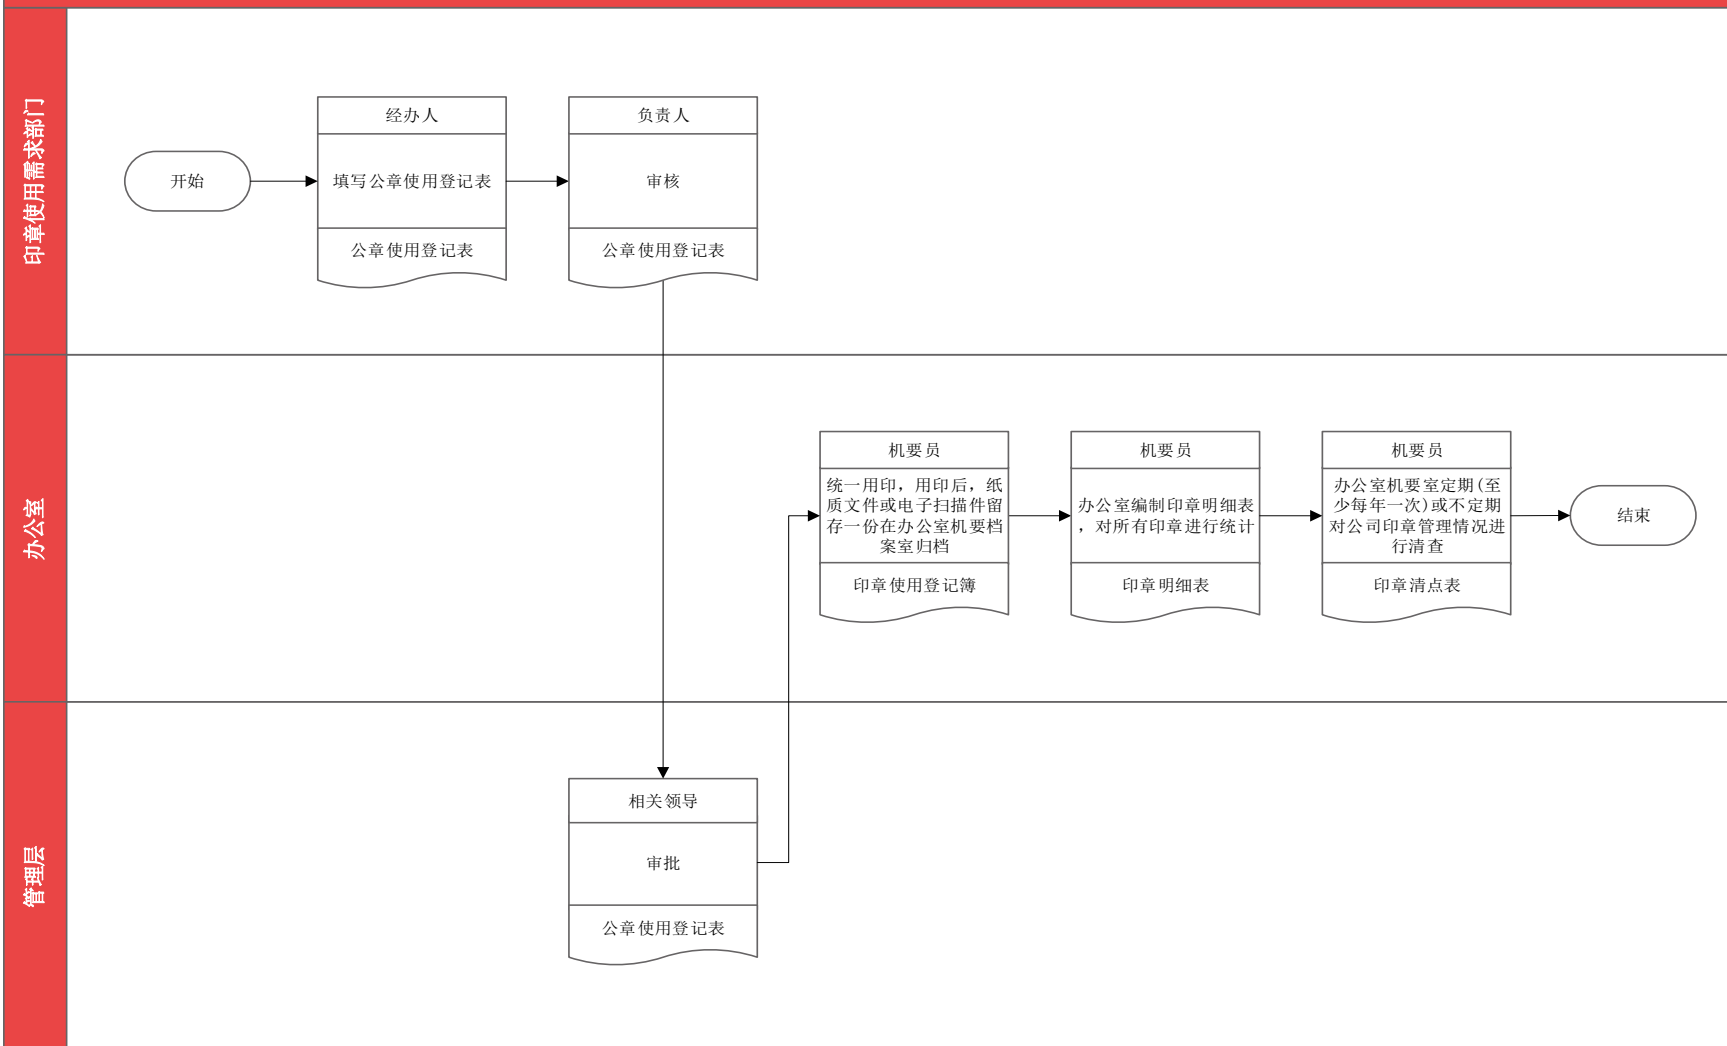 印章使用需求部门
开始
经办人
填写公章使用登记表
公章使用登记表
负责人
审核
公章使用登记表
办公室
机要员
统一用印，用印后，纸
质文件或电子扫描件留
存一份在办公室机要档
案室归档
印章使用登记簿
机要员
办公室编制印章明细表
，对所有印章进行统计
印章明细表
机要员
办公室机要室定期(至
少每年一次)或不定期
对公司印章管理情况进
行清查
印章清点表
结束
管理层
相关领导
审批
公章使用登记表